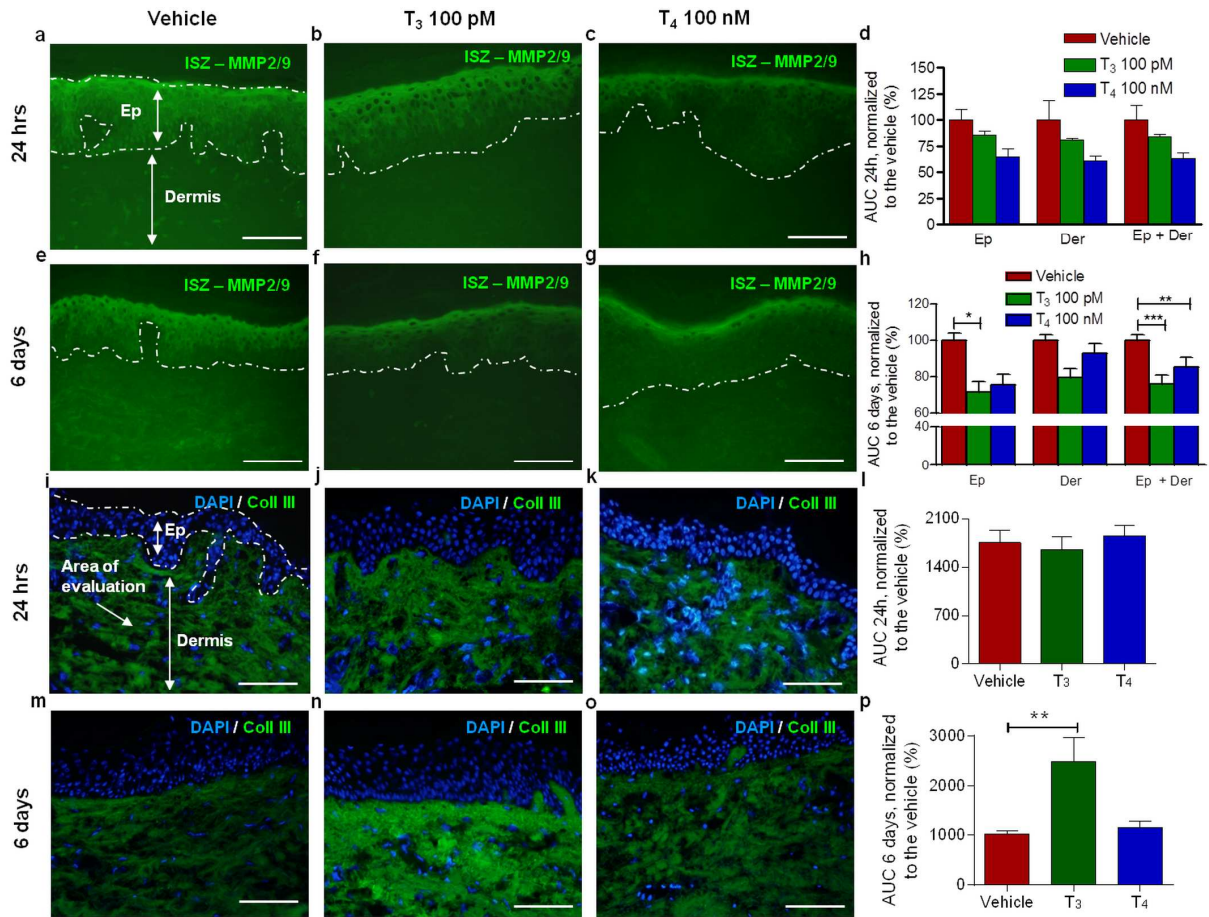 Vehicle
T3 100 pM
T4 100 nM
24 hrs
a
ISZ – MMP2/9
Ep
Dermis
b
ISZ – MMP2/9
c
ISZ – MMP2/9
d
Vehicle
T3 100 pM
T4 100 nM
AUC 24h, normalized
to the vehicle (%)
150
125
100
75
50
25
0
Ep
Der
Ep + Der
6 days
e
ISZ – MMP2/9
f
ISZ – MMP2/9
g
ISZ – MMP2/9
h
Vehicle
T3 100 pM
T4 100 nM
AUC 6 days, normalized
to the vehicle (%)
120
100
80
60
40
0
*
***
**
Ep
Der
Ep + Der
24 hrs
i
DAPI / Coll III
Ep
Area of
evaluation
Dermis
j
DAPI / Coll III
k
DAPI / Coll III
l
AUC 24h, normalized
to the vehicle (%)
2100
1400
700
0
Vehicle
T3
T4
6 days
m
DAPI / Coll III
n
DAPI / Coll III
o
DAPI / Coll III
p
AUC 6 days, normalized
to the vehicle (%)
3000
2000
1000
0
**
Vehicle
T3
T4